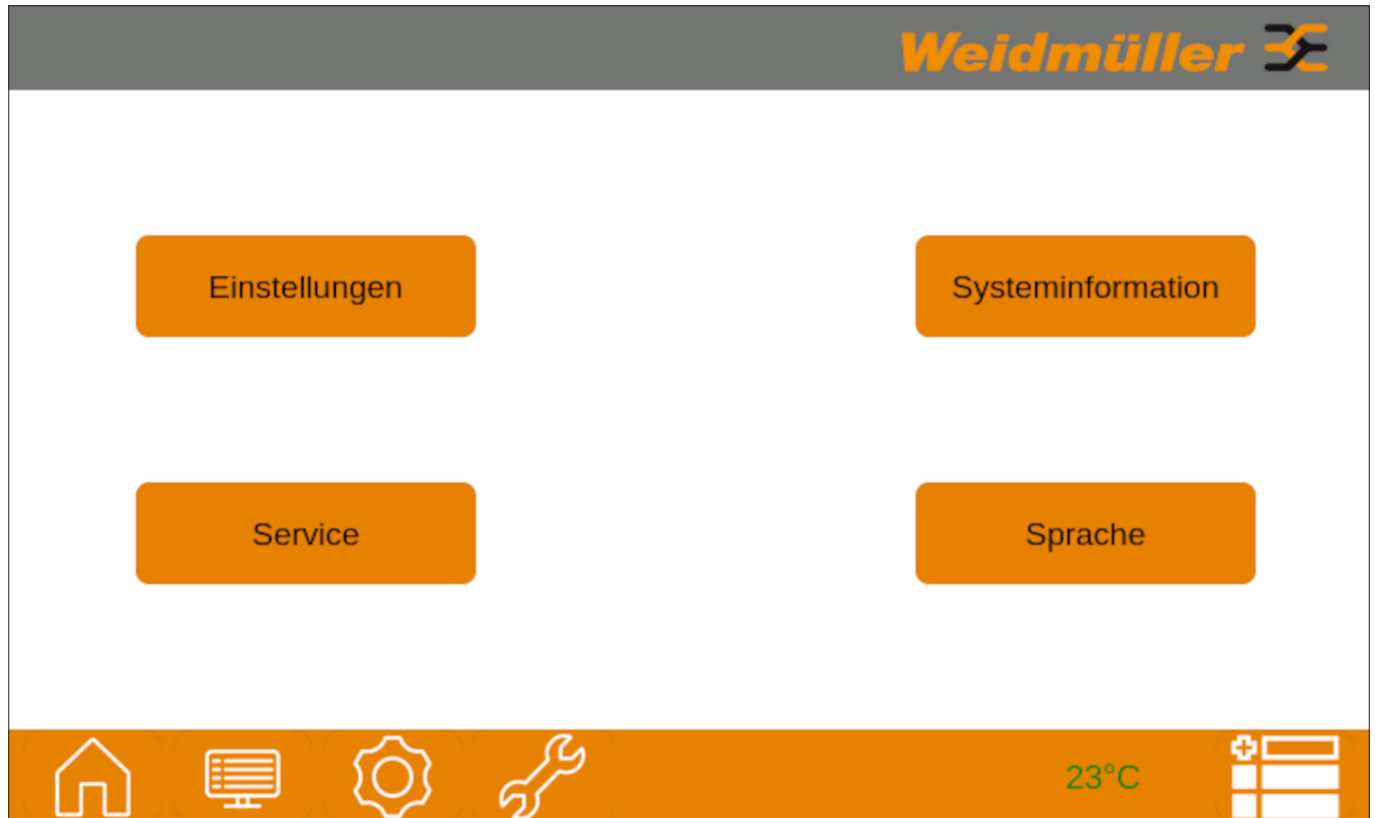 Weidmüller
Einstellungen
Systeminformation
Service
Sprache
23°C